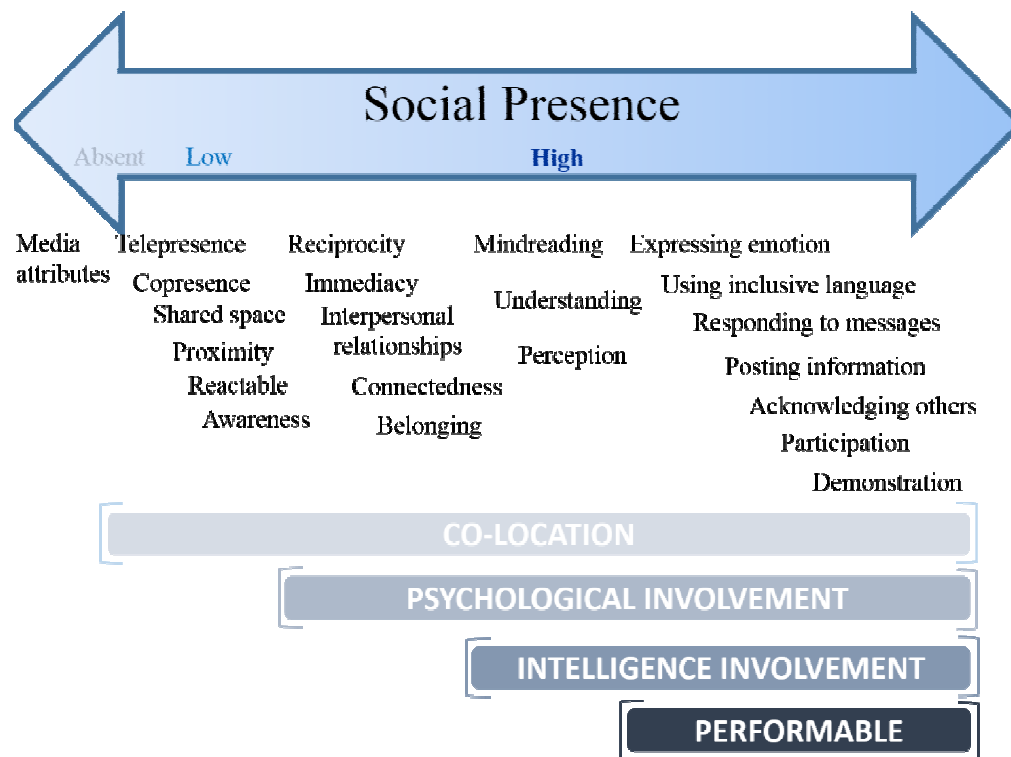 Social Presence
Absent Low High
Media attributes
Telepresence
Copresence
Shared space
Proximity
Reactable
Awareness
Reciprocity
Immediacy
Interpersonal
relationships
Connectedness
Belonging
Mindreading
Understanding
Perception
Expressing emotion
Using inclusive language
Responding to messages
Posting information
Acknowledging others
Participation
Demonstration
CO-LOCATION
PSYCHOLOGICAL INVOLVEMENT
INTELLIGENCE INVOLVEMENT
PERFORMABLE